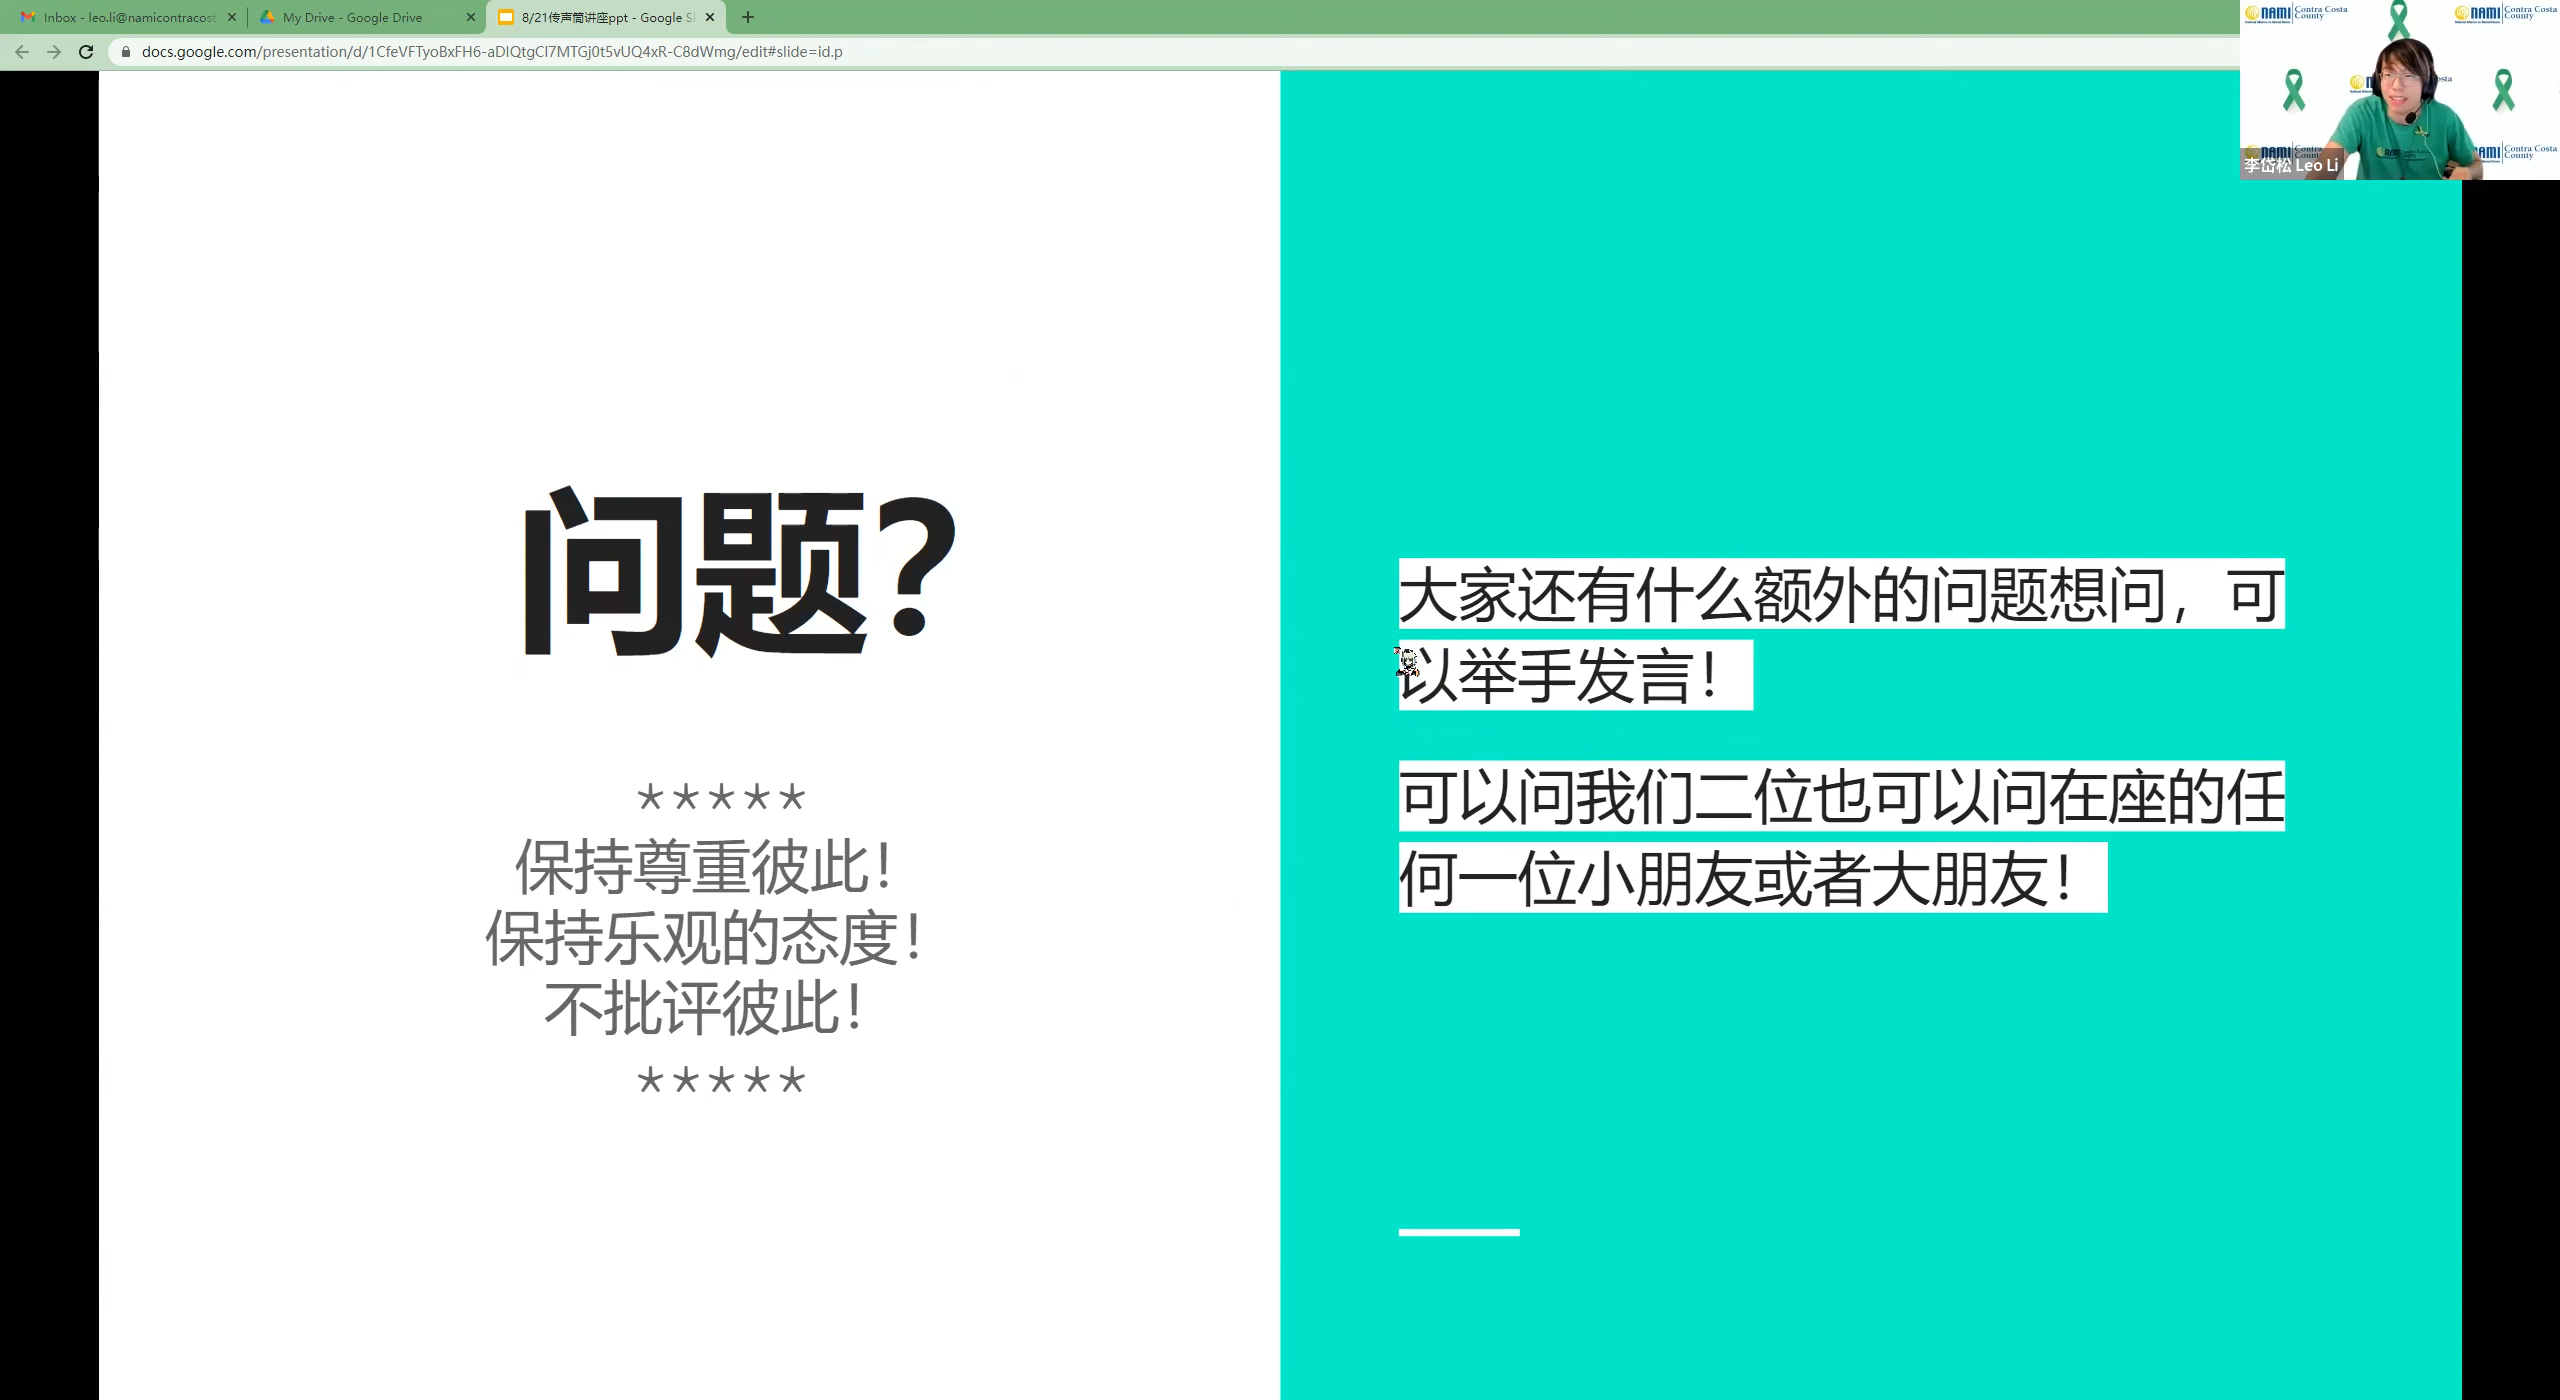 Inbox - leo.li@namicontracost
My Drive - Google Drive
8/21传声筒讲座ppt - Google Sl
docs.google.com/presentation/d/1CfeVFTyoBxFH6-aDIQtgCl7MTGj0t5vUQ4xR-C8dWmg/edit#slide=id.p
nami Contra Costa County
nami Contra Costa County
李岱松 Leo Li
问题？
*****
保持尊重彼此！
保持乐观的态度！
不批评彼此！
*****
大家还有什么额外的问题想问，可
以举手发言！
可以问我们二位也可以问在座的任
何一位小朋友或者大朋友！